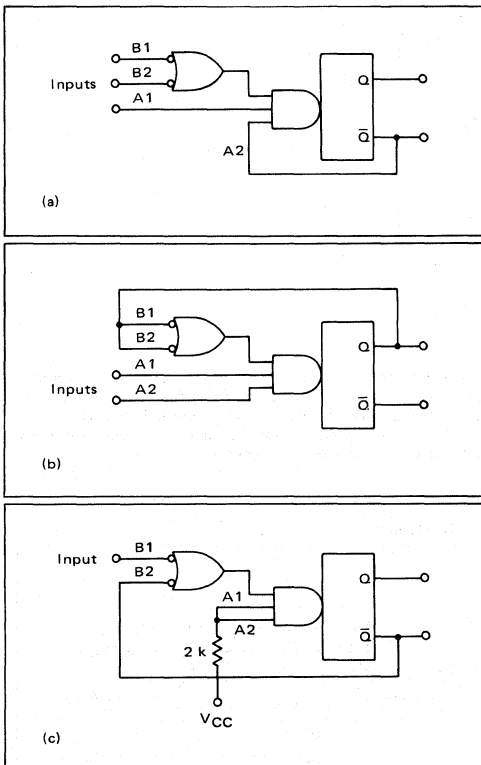 B1
B2
Inputs
A1
Q
Q̅
A2
(a)
B1
B2
A1
Inputs
A2
Q
Q̅
(b)
Input
B1
B2
A1
A2
2 k
VCC
Q
Q̅
(c)